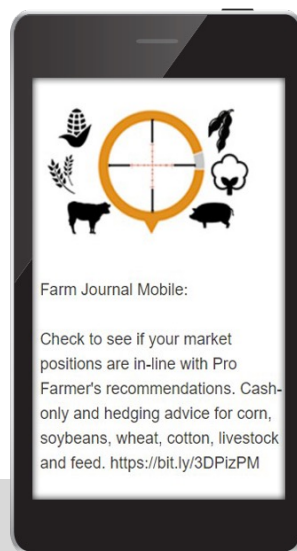 Farm Journal Mobile:
Check to see if your market
positions are in-line with Pro
Farmer's recommendations. Cash-
only and hedging advice for corn,
soybeans, wheat, cotton, livestock
and feed. https://bit.ly/3DPizPM